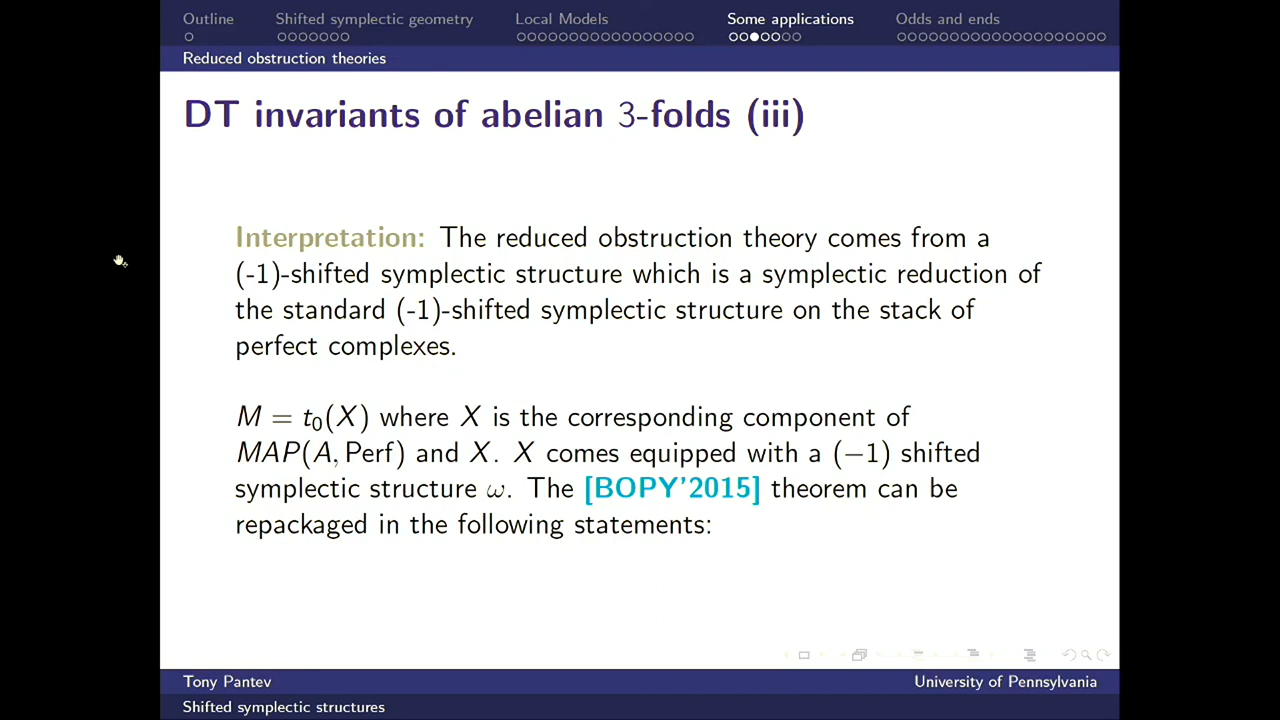 Outline Shifted symplectic geometry Local Models Some applications Odds and ends
Reduced obstruction theories
DT invariants of abelian 3-folds (iii)
Interpretation: The reduced obstruction theory comes from a
(-1)-shifted symplectic structure which is a symplectic reduction of
the standard (-1)-shifted symplectic structure on the stack of
perfect complexes.
M = t₀(X) where X is the corresponding component of
MAP(A, Perf) and X. X comes equipped with a (−1) shifted
symplectic structure ω. The [BOPY'2015] theorem can be
repackaged in the following statements:
Tony Pantev University of Pennsylvania
Shifted symplectic structures